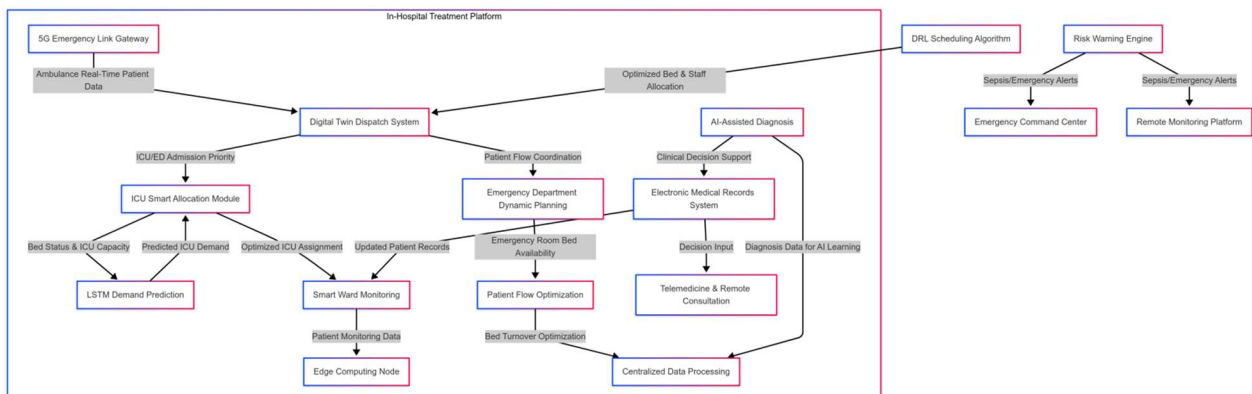 In-Hospital Treatment Platform
5G Emergency Link Gateway
DRL Scheduling Algorithm
Risk Warning Engine
Ambulance Real-Time Patient
Data
Optimized Bed & Staff
Allocation
Sepsis/Emergency Alerts
Sepsis/Emergency Alerts
Digital Twin Dispatch System
AI-Assisted Diagnosis
Emergency Command Center
Remote Monitoring Platform
ICU/ED Admission Priority
Patient Flow Coordination
Clinical Decision Support
ICU Smart Allocation Module
Emergency Department
Dynamic Planning
Electronic Medical Records
System
Bed Status & ICU Capacity
Predicted ICU Demand
Optimized ICU Assignment
Updated Patient Records
Emergency Room Bed
Availability
Decision Input
Diagnosis Data for AI Learning
LSTM Demand Prediction
Smart Ward Monitoring
Patient Flow Optimization
Telemedicine & Remote
Consultation
Patient Monitoring Data
Bed Turnover Optimization
Edge Computing Node
Centralized Data Processing